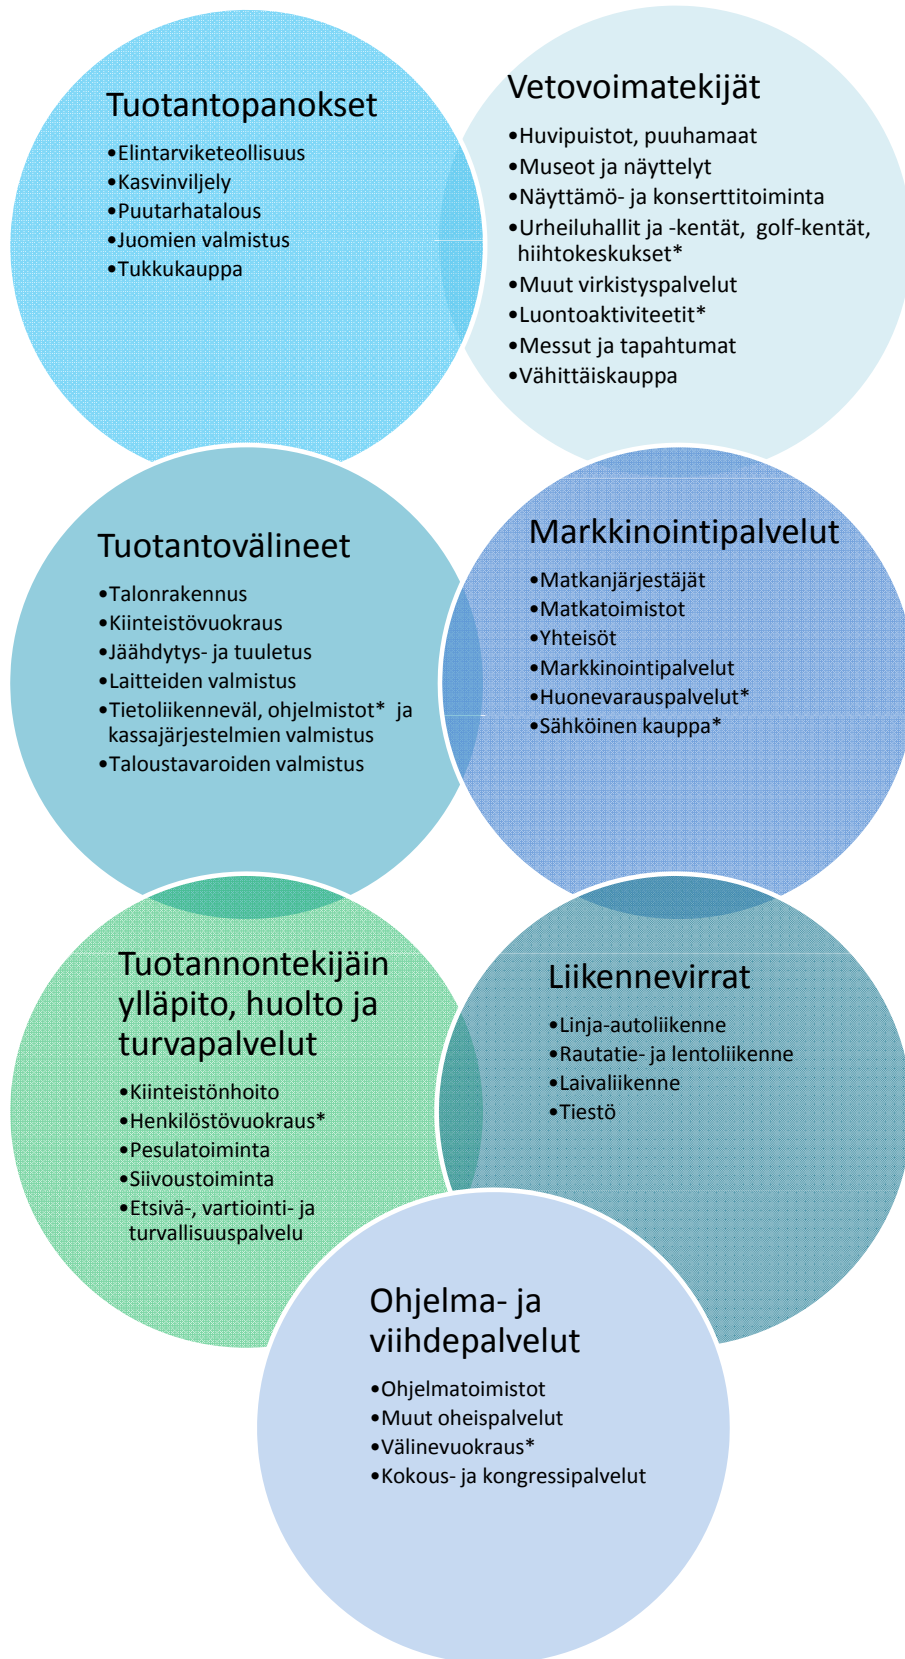 Tuotantopanokset
•Elintarviketeollisuus
•Kasvinviljely
•Puutarhatalous
•Juomien valmistus
•Tukkukauppa
Vetovoimatekijät
•Huvipuistot, puuhamaat
•Museot ja näyttelyt
•Näyttämö- ja konserttitoiminta
•Urheiluhallit ja -kentät, golf-kentät,
hiihtokeskukset*
•Muut virkistyspalvelut
•Luontoaktiviteetit*
•Messut ja tapahtumat
•Vähittäiskauppa
Tuotantovälineet
•Talonrakennus
•Kiinteistövuokraus
•Jäähdytys- ja tuuletus
•Laitteiden valmistus
•Tietoliikenneväl, ohjelmistot* ja
kassajärjestelmien valmistus
•Taloustavaroiden valmistus
Markkinointipalvelut
•Matkanjärjestäjät
•Matkatoimistot
•Yhteisöt
•Markkinointipalvelut
•Huonevarauspalvelut*
•Sähköinen kauppa*
Tuotannontekijäin
ylläpito, huolto ja
turvapalvelut
•Kiinteistönhoito
•Henkilöstövuokraus*
•Pesulatoiminta
•Siivoustoiminta
•Etsivä-, vartiointi- ja
turvallisuuspalvelu
Liikennevirrat
•Linja-autoliikenne
•Rautatie- ja lentoliikenne
•Laivaliikenne
•Tiestö
Ohjelma- ja
viihdepalvelut
•Ohjelmatoimistot
•Muut oheispalvelut
•Välinevuokraus*
•Kokous- ja kongressipalvelut